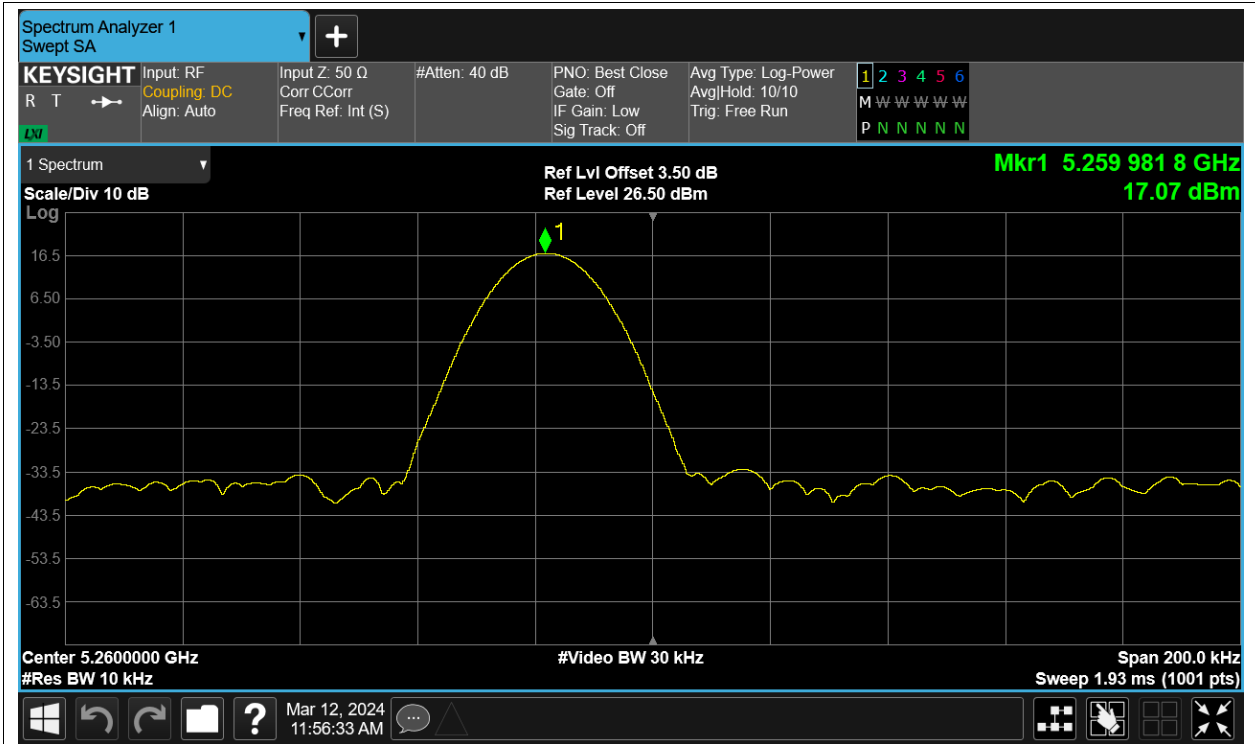 Spectrum Analyzer 1
Swept SA
KEYSIGHT
R T
LXI
Input: RF
Coupling: DC
Align: Auto
Input Z: 50 Ω
Corr CCorr
Freq Ref: Int (S)
#Atten: 40 dB
PNO: Best Close
Gate: Off
IF Gain: Low
Sig Track: Off
Avg Type: Log-Power
Avg|Hold: 10/10
Trig: Free Run
1 2 3 4 5 6
M W W W W W
P N N N N N
1 Spectrum
Scale/Div 10 dB
Log
Ref Lvl Offset 3.50 dB
Ref Level 26.50 dBm
Mkr1 5.259 981 8 GHz
17.07 dBm
1
16.5
6.50
-3.50
-13.5
-23.5
-33.5
-43.5
-53.5
-63.5
Center 5.2600000 GHz
#Video BW 30 kHz
Span 200.0 kHz
#Res BW 10 kHz
Sweep 1.93 ms (1001 pts)
?
Mar 12, 2024
11:56:33 AM